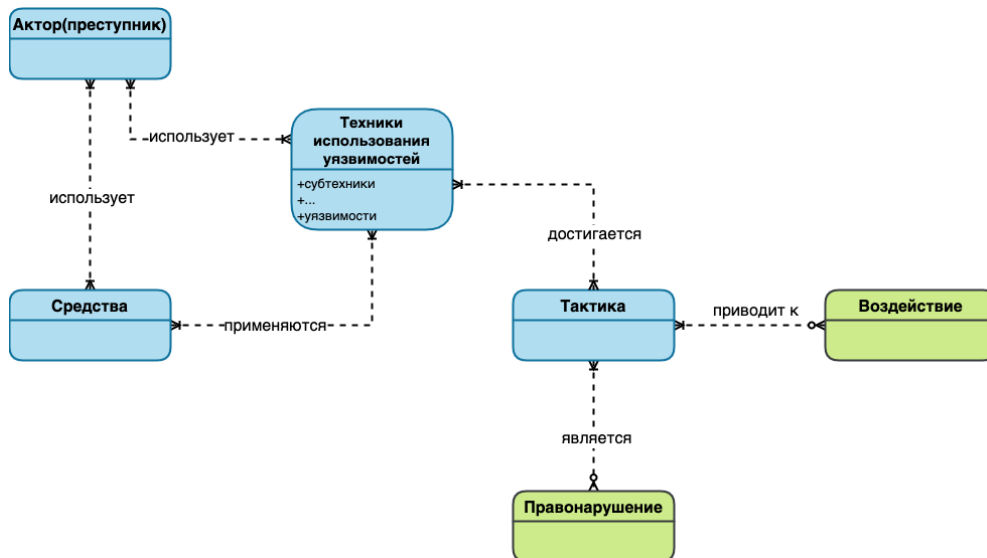 Актор(преступник)
использует
Техники
использования
уязвимостей
+субтехники
+...
+уязвимости
использует
достигается
Средства
применяются
Тактика
приводит к
Воздействие
является
Правонарушение